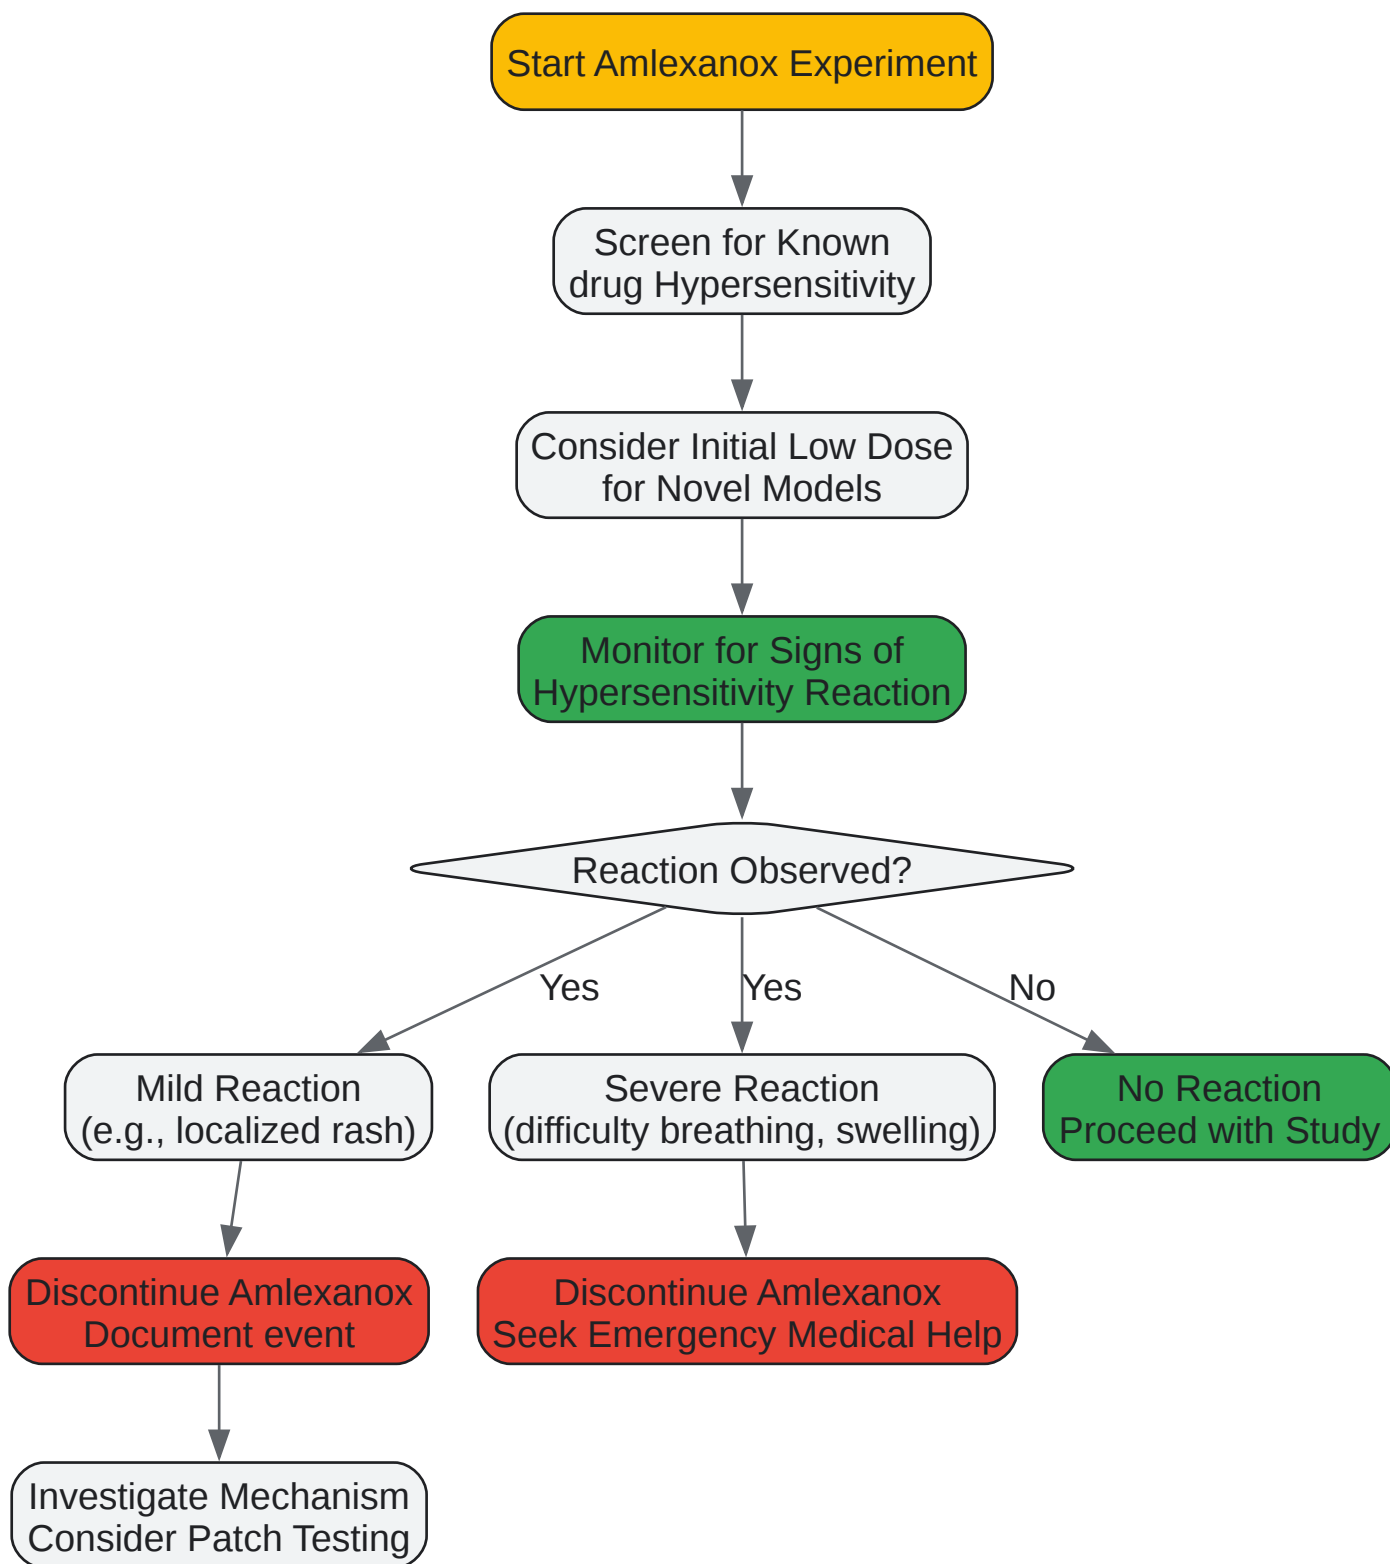 Start Amlexanox Experiment
Screen for Known
drug Hypersensitivity
Consider Initial Low Dose
for Novel Models
Monitor for Signs of
Hypersensitivity Reaction
Reaction Observed?
Yes
Yes
No
Mild Reaction
(e.g., localized rash)
Severe Reaction
(difficulty breathing, swelling)
No Reaction
Proceed with Study
Discontinue Amlexanox
Document event
Discontinue Amlexanox
Seek Emergency Medical Help
Investigate Mechanism
Consider Patch Testing